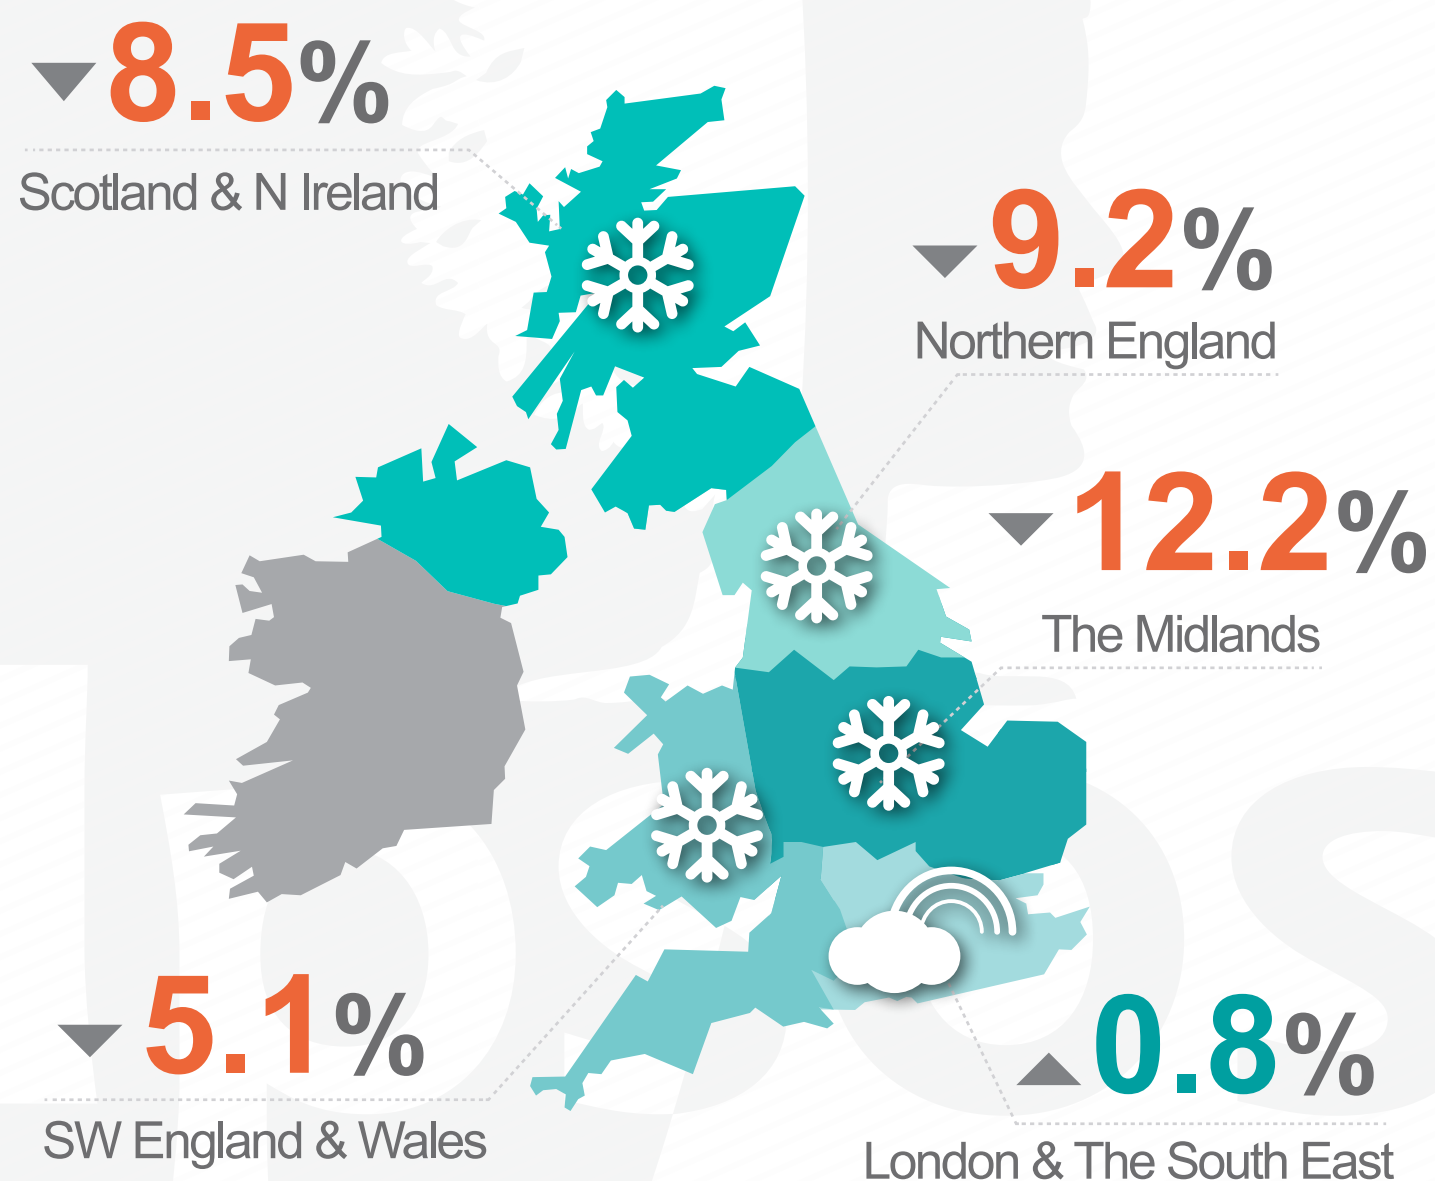 ▼8.5%
Scotland & N Ireland
▼9.2%
Northern England
▼12.2%
The Midlands
▼5.1%
SW England & Wales
▲0.8%
London & The South East
Ipsos